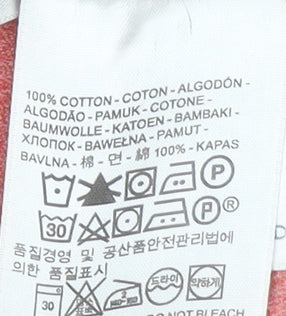 100% COTTON - COTON - ALGODÓN -
ALGODÃO - PAMUK - COTONE -
BAUMWOLLE - KATOEN - BAMBAKI -
ΧΛΟΠΟΚ - BAWEŁNA - PAMUT -
BAVLNA - 棉 - 면 - 綿 100% - KAPAS
P
30 P ®
품질경영 및 공산품안전관리법에
의한 품질표시
30 드라이 약하게
DO NOT BLEACH